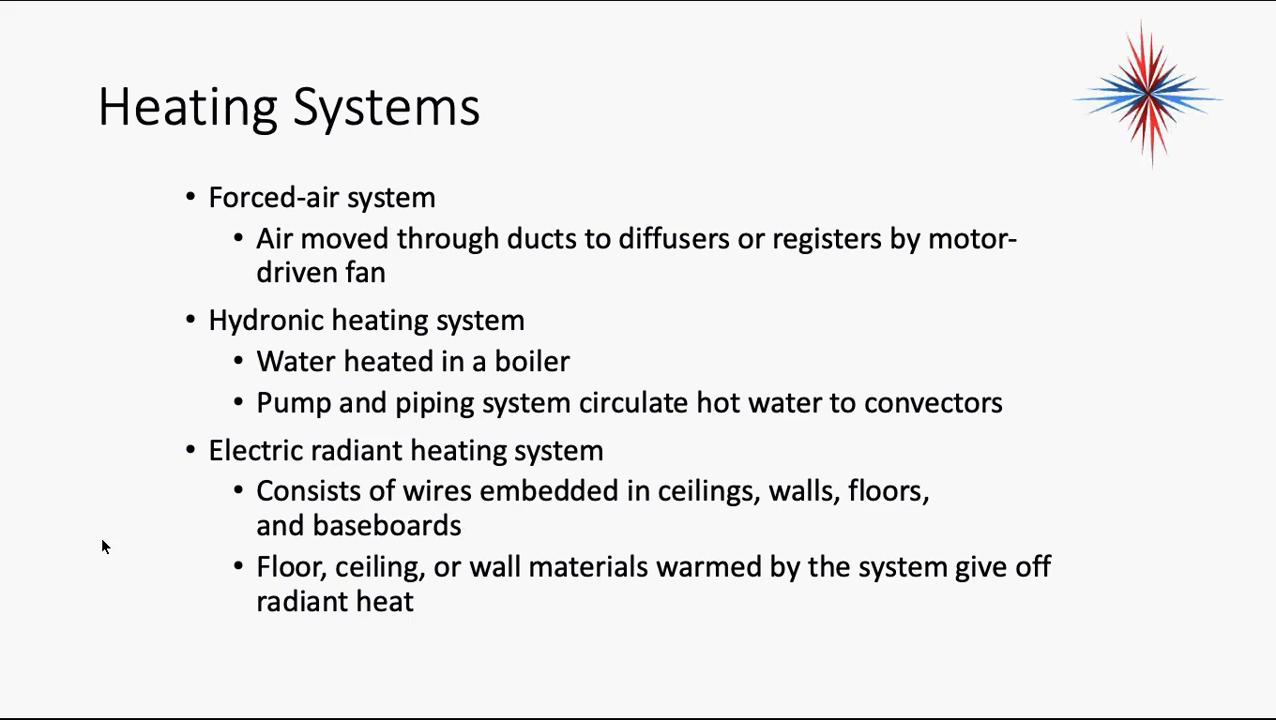 Heating Systems
• Forced-air system
• Air moved through ducts to diffusers or registers by motor-
driven fan
• Hydronic heating system
• Water heated in a boiler
• Pump and piping system circulate hot water to convectors
• Electric radiant heating system
• Consists of wires embedded in ceilings, walls, floors,
and baseboards
• Floor, ceiling, or wall materials warmed by the system give off
radiant heat